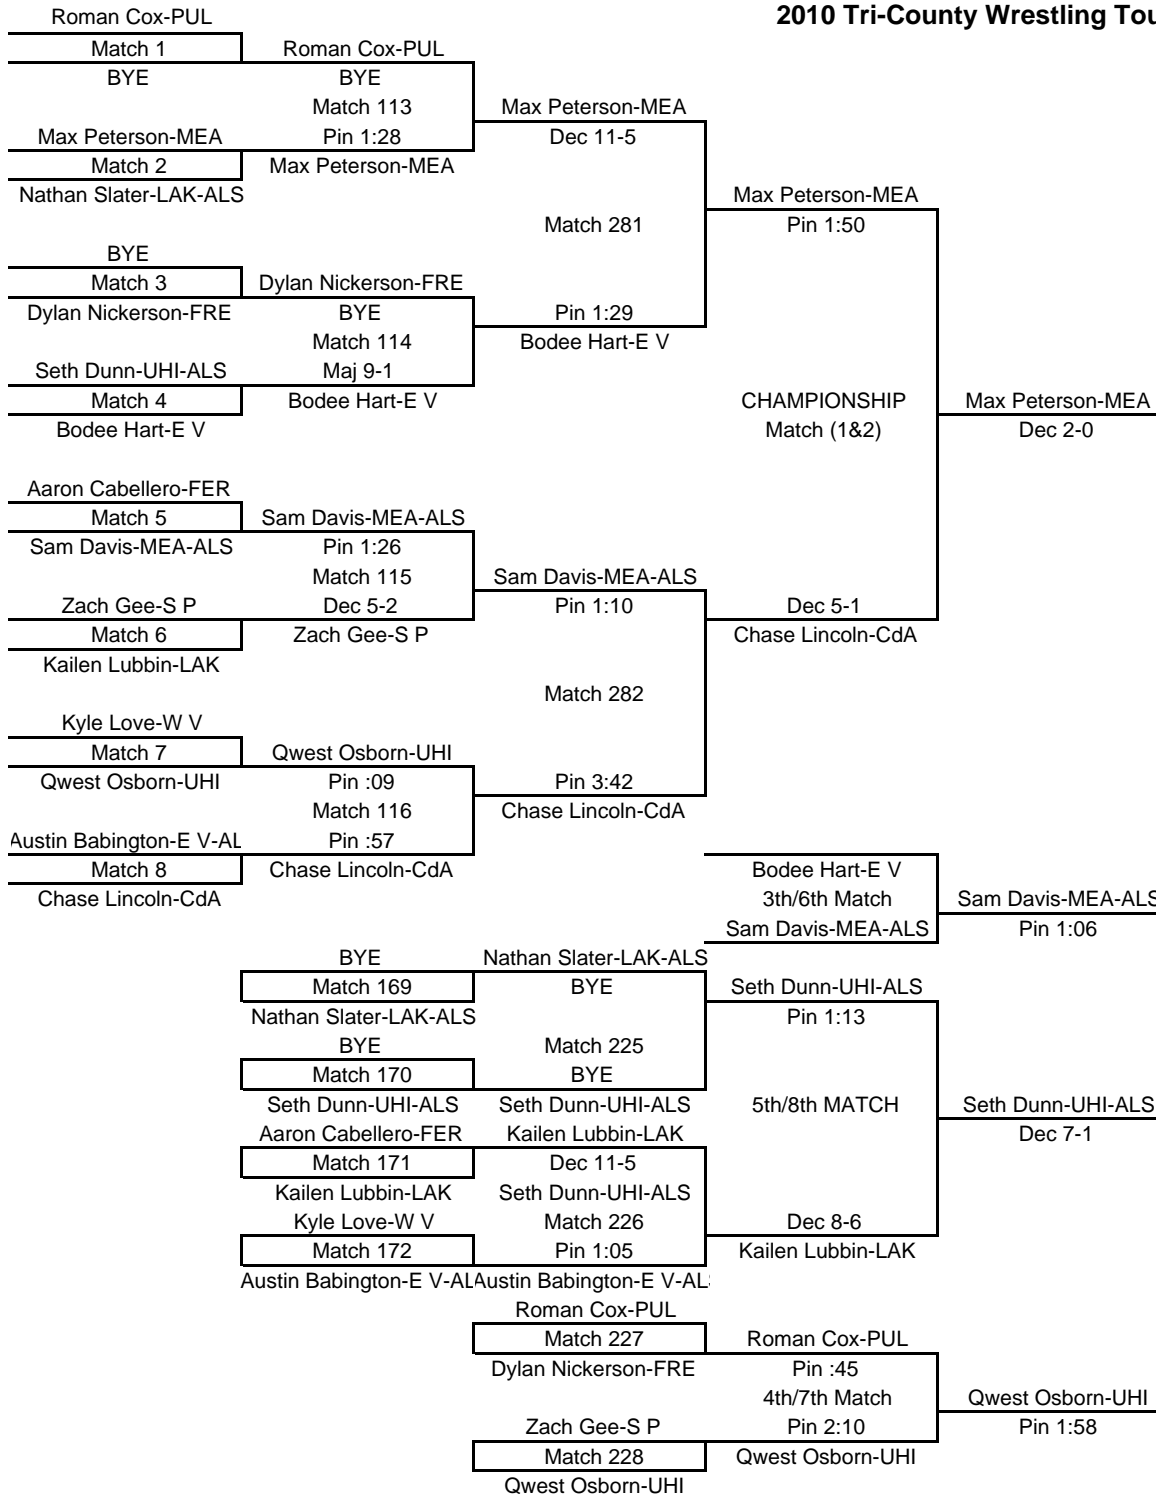 2010 Tri-County Wrestling Tou
Roman Cox-PUL
Match 1 Roman Cox-PUL
BYE BYE
Match 113 Max Peterson-MEA
Max Peterson-MEA Pin 1:28 Dec 11-5
Match 2 Max Peterson-MEA
Nathan Slater-LAK-ALS Max Peterson-MEA
Match 281 Pin 1:50
BYE
Match 3 Dylan Nickerson-FRE
Dylan Nickerson-FRE BYE Pin 1:29
Match 114 Bodee Hart-E V
Seth Dunn-UHI-ALS Maj 9-1
Match 4 Bodee Hart-E V CHAMPIONSHIP Max Peterson-MEA
Bodee Hart-E V Match (1&2) Dec 2-0
Aaron Cabellero-FER
Match 5 Sam Davis-MEA-ALS
Sam Davis-MEA-ALS Pin 1:26
Match 115 Sam Davis-MEA-ALS
Zach Gee-S P Dec 5-2 Pin 1:10 Dec 5-1
Match 6 Zach Gee-S P Chase Lincoln-CdA
Kailen Lubbin-LAK
Match 282
Kyle Love-W V
Match 7 Qwest Osborn-UHI
Qwest Osborn-UHI Pin :09 Pin 3:42
Match 116 Chase Lincoln-CdA
Austin Babington-E V-AL Pin :57
Match 8 Chase Lincoln-CdA Bodee Hart-E V
Chase Lincoln-CdA 3th/6th Match Sam Davis-MEA-ALS
Sam Davis-MEA-ALS Pin 1:06
BYE Nathan Slater-LAK-ALS
Match 169 BYE Seth Dunn-UHI-ALS
Nathan Slater-LAK-ALS Pin 1:13
BYE Match 225
Match 170 BYE
Seth Dunn-UHI-ALS Seth Dunn-UHI-ALS 5th/8th MATCH Seth Dunn-UHI-ALS
Aaron Cabellero-FER Kailen Lubbin-LAK Dec 7-1
Match 171 Dec 11-5
Kailen Lubbin-LAK Seth Dunn-UHI-ALS
Kyle Love-W V Match 226 Dec 8-6
Match 172 Pin 1:05 Kailen Lubbin-LAK
Austin Babington-E V-AL Austin Babington-E V-AL
Roman Cox-PUL
Match 227 Roman Cox-PUL
Dylan Nickerson-FRE Pin :45
4th/7th Match Qwest Osborn-UHI
Zach Gee-S P Pin 2:10 Pin 1:58
Match 228 Qwest Osborn-UHI
Qwest Osborn-UHI